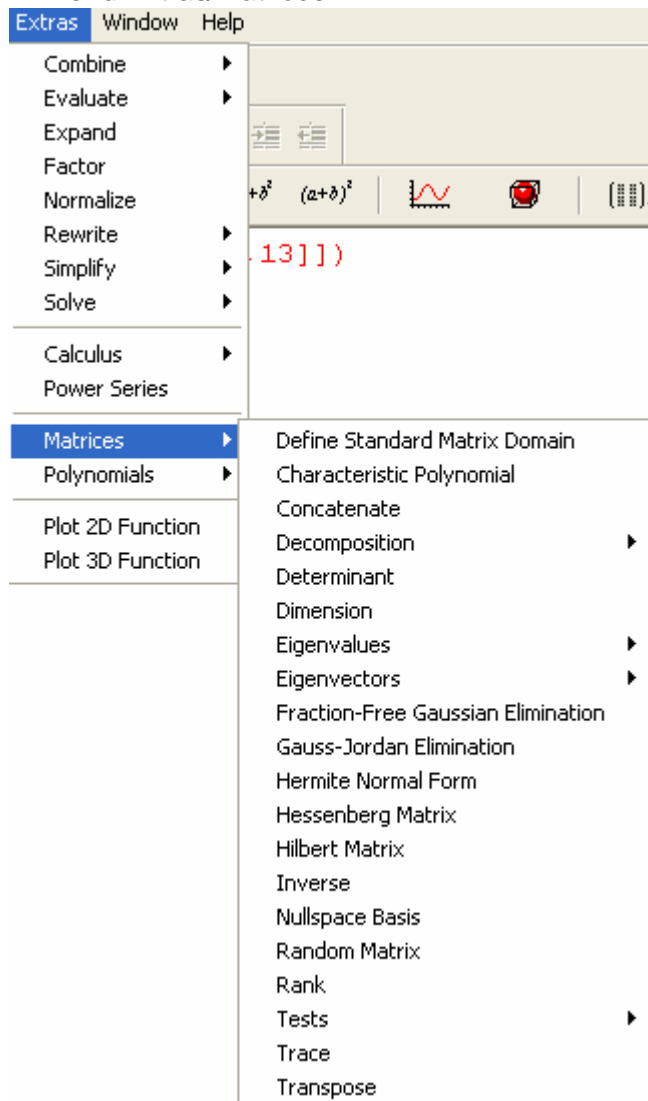 Extras Window Help
Combine
Evaluate
Expand
Factor
Normalize
(a+b)²
Rewrite
13]])
Simplify
Solve
Calculus
Power Series
Matrices
Polynomials
Plot 2D Function
Plot 3D Function
Define Standard Matrix Domain
Characteristic Polynomial
Concatenate
Decomposition
Determinant
Dimension
Eigenvalues
Eigenvectors
Fraction-Free Gaussian Elimination
Gauss-Jordan Elimination
Hermite Normal Form
Hessenberg Matrix
Hilbert Matrix
Inverse
Nullspace Basis
Random Matrix
Rank
Tests
Trace
Transpose